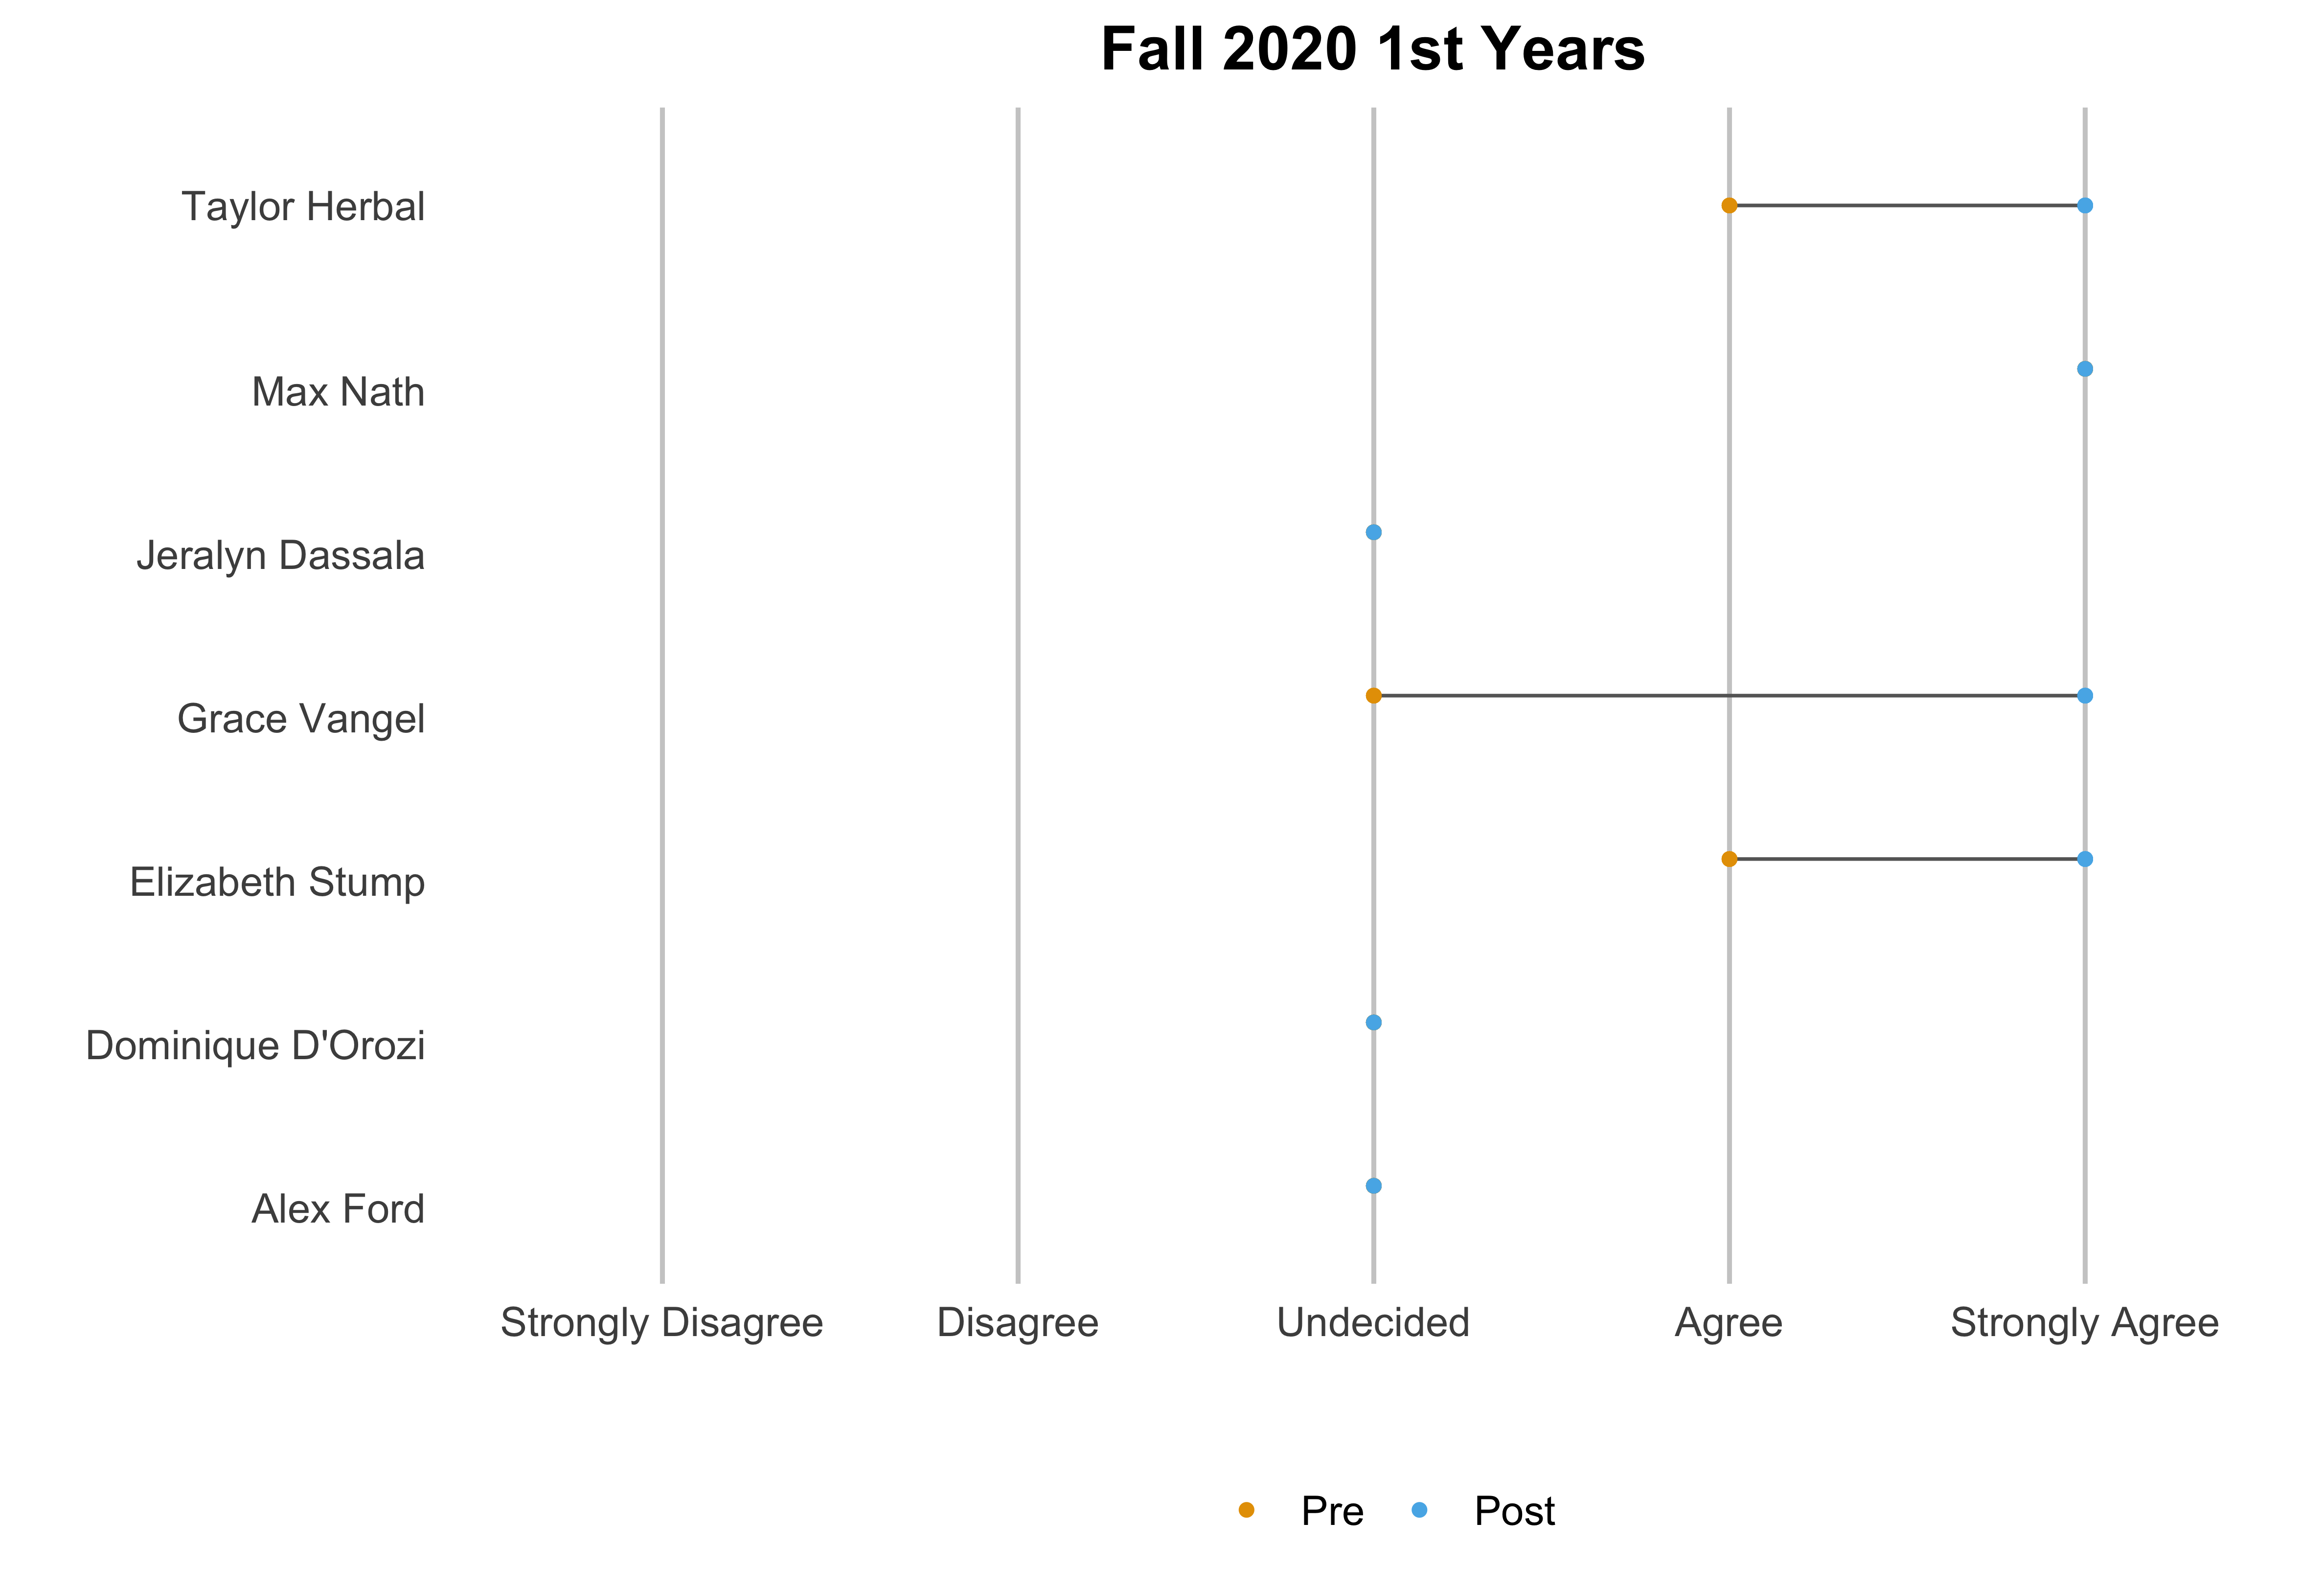 Fall 2020 1st Years
Taylor Herbal
Max Nath
Jeralyn Dassala
Grace Vangel
Elizabeth Stump
Dominique D'Orozi
Alex Ford
Strongly Disagree Disagree Undecided Agree Strongly Agree
Pre Post